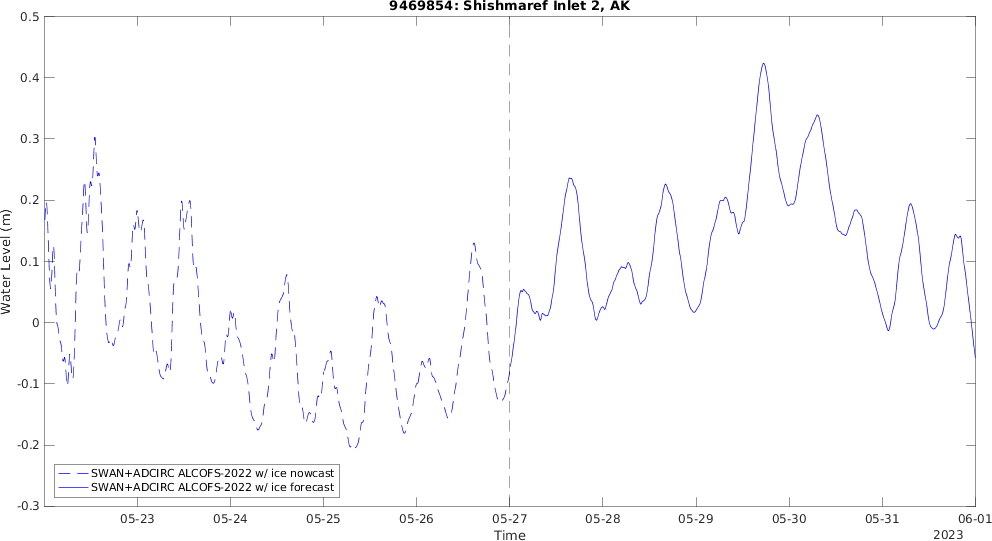 9469854: Shishmaref Inlet 2, AK
0.5
0.4
0.3
0.2
0.1
0
-0.1
-0.2
-0.3
Water Level (m)
SWAN+ADCIRC ALCOFS-2022 w/ ice nowcast
SWAN+ADCIRC ALCOFS-2022 w/ ice forecast
05-23 05-24 05-25 05-26 05-27 05-28 05-29 05-30 05-31 06-01
Time
2023